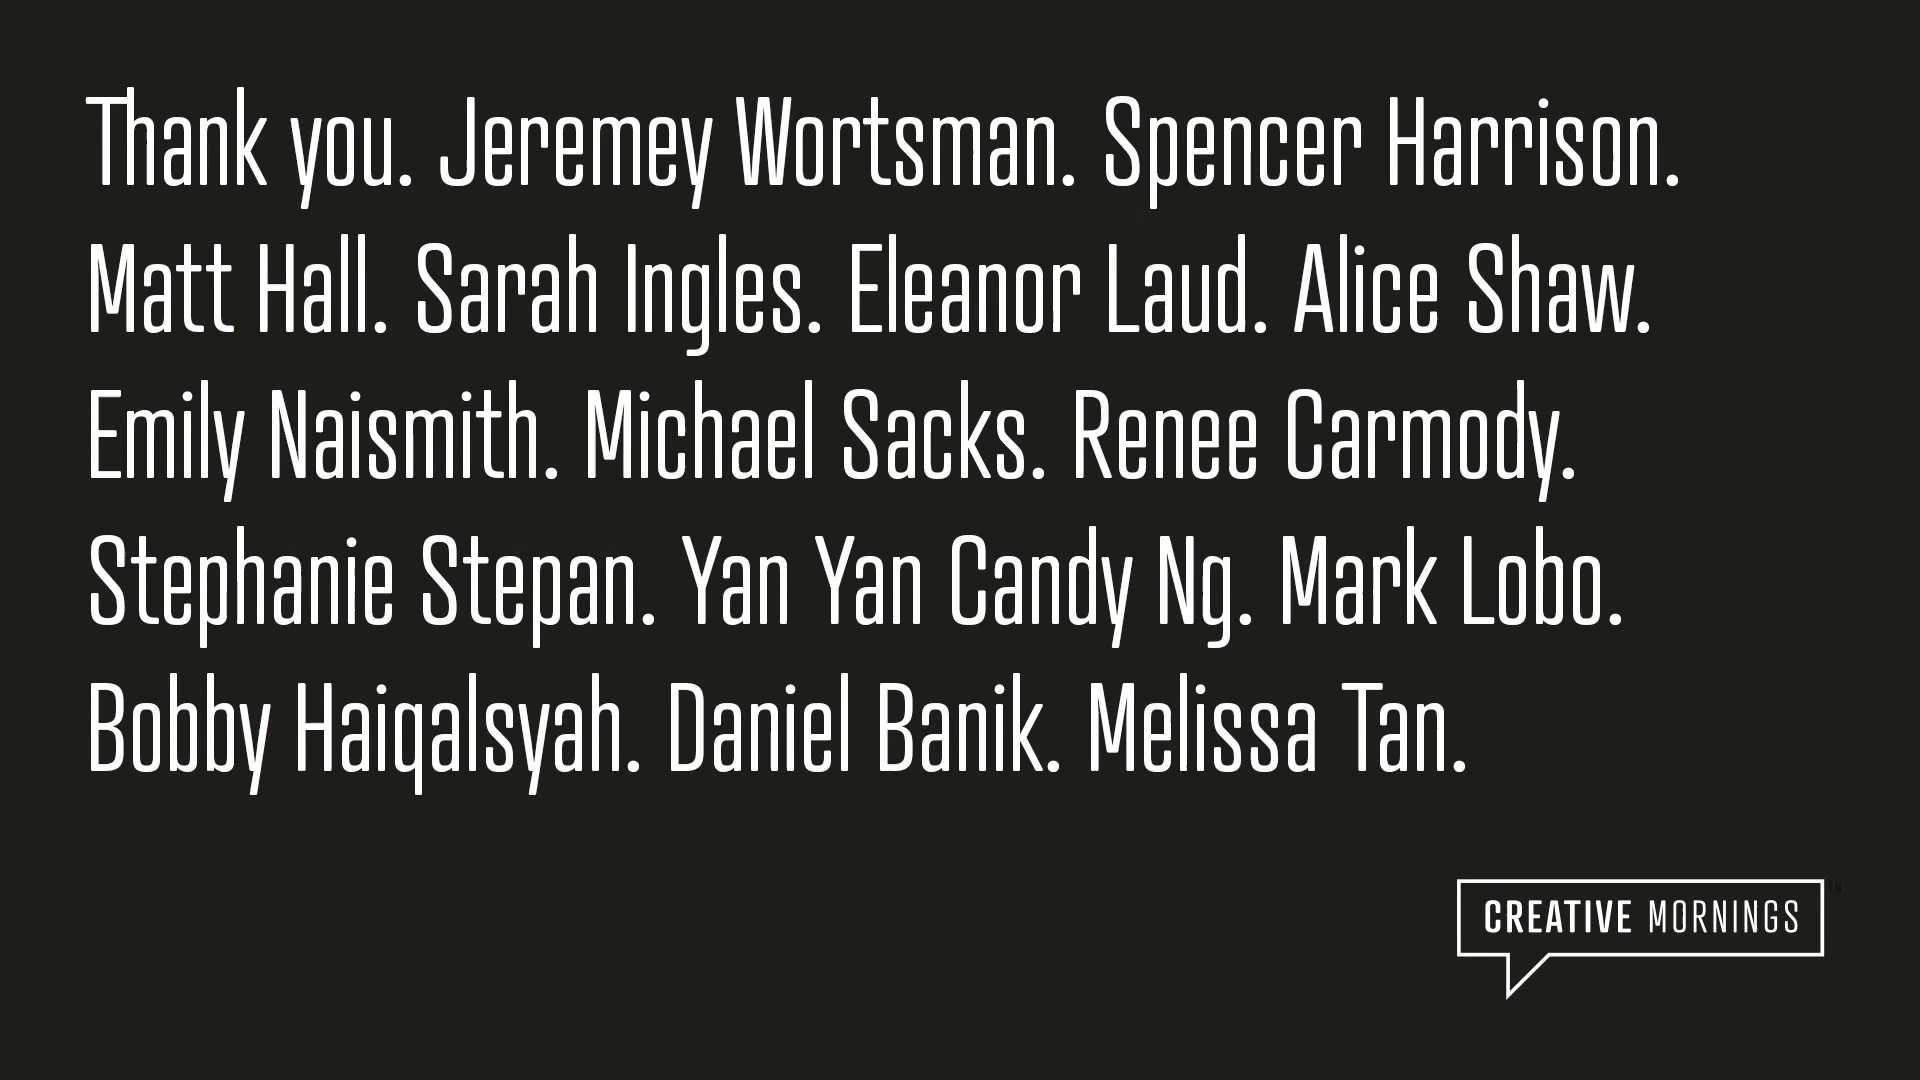 Thank you. Jeremey Wortsman. Spencer Harrison.
Matt Hall. Sarah Ingles. Eleanor Laud. Alice Shaw.
Emily Naismith. Michael Sacks. Renee Carmody.
Stephanie Stepan. Yan Yan Candy Ng. Mark Lobo.
Bobby Haiqalsyah. Daniel Banik. Melissa Tan.
CREATIVE MORNINGS